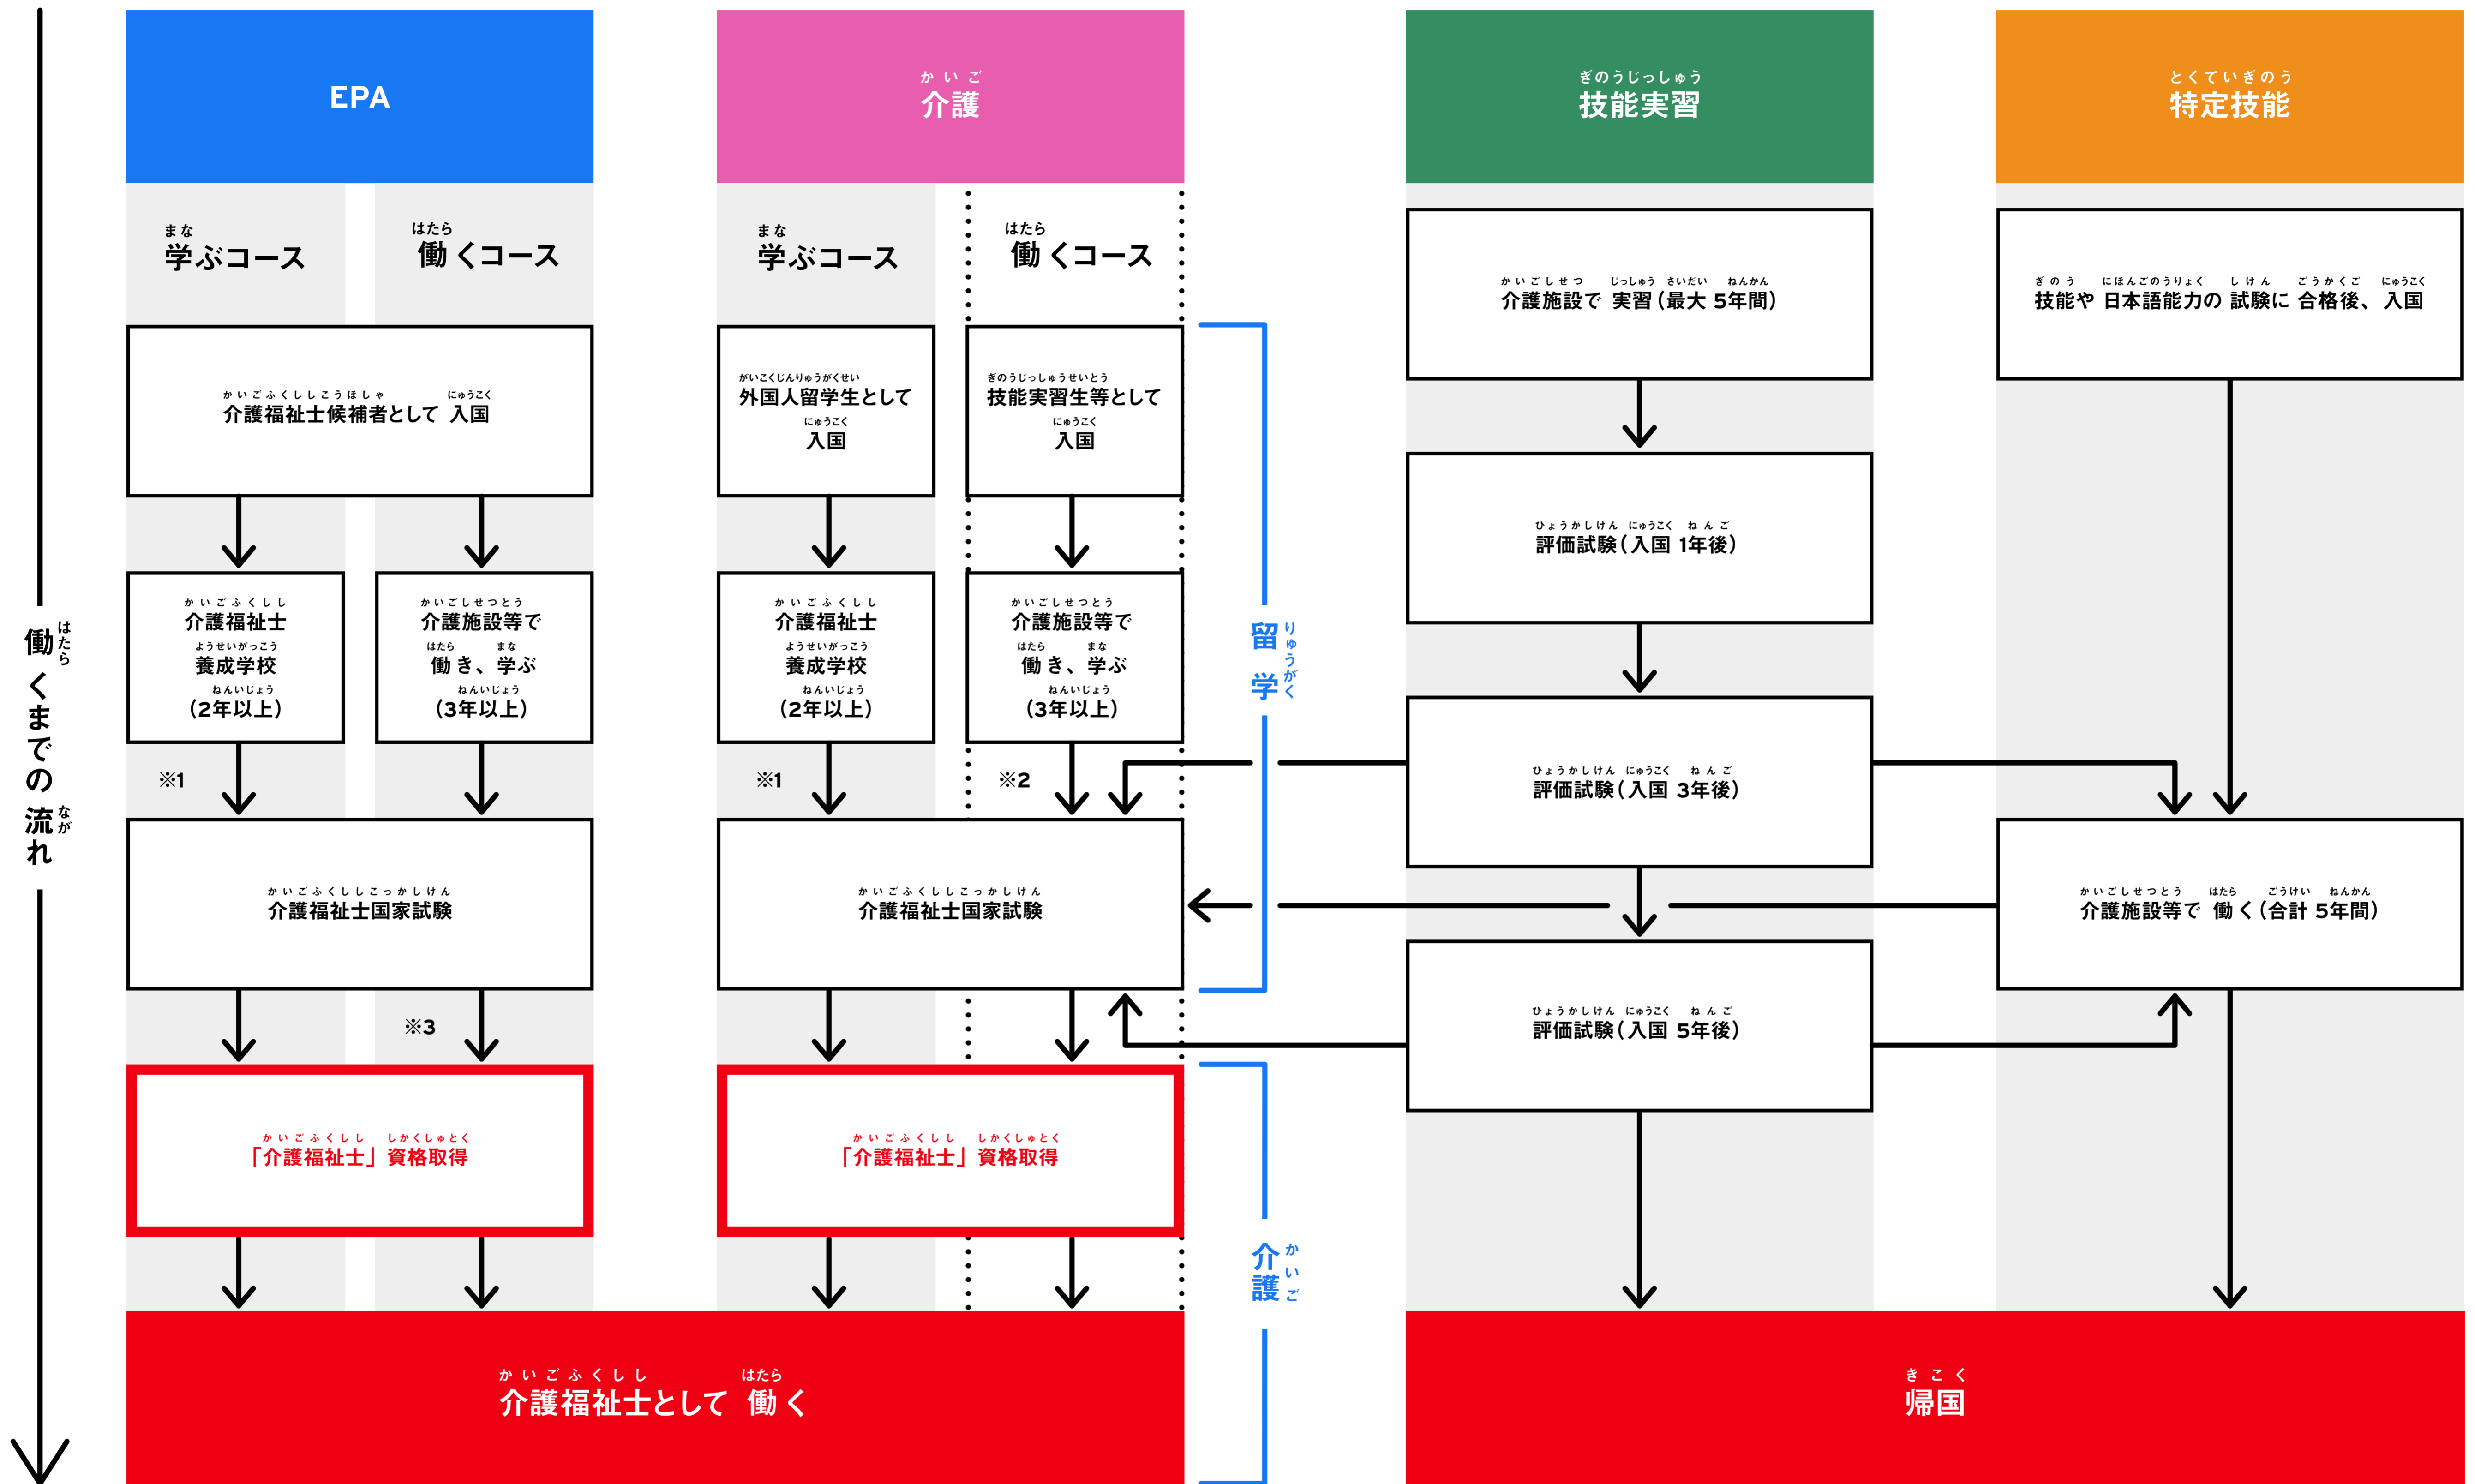 働くまでの流れ
はたら
なが
EPA
まな
学ぶコース
はたら
働くコース
かいごふくしし こうほしゃ にゅうこく
介護福祉士候補者として 入国
かいごふくしし
介護福祉士
ようせいがっこう
養成学校
ねんいじょう
(2年以上)
かいごしせつとう
介護施設等で
はたら まな
働き、学ぶ
ねんいじょう
(3年以上)
※1
かいごふくししこっかしけん
介護福祉士国家試験
※3
かいごふくしし しかくしゅとく
「介護福祉士」資格取得
かいご
介護
まな
学ぶコース
はたら
働くコース
がいこくじんりゅうがくせい
外国人留学生として
にゅうこく
入国
ぎのうじっしゅうせいとう
技能実習生等として
にゅうこく
入国
かいごふくしし
介護福祉士
ようせいがっこう
養成学校
ねんいじょう
(2年以上)
かいごしせつとう
介護施設等で
はたら まな
働き、学ぶ
ねんいじょう
(3年以上)
※1
※2
かいごふくししこっかしけん
介護福祉士国家試験
かいごふくしし しかくしゅとく
「介護福祉士」資格取得
かいごふくしし はたら
介護福祉士として 働く
留学
りゅうがく
介護
かいご
ぎのうじっしゅう
技能実習
かいごしせつ じっしゅう さいだい ねんかん
介護施設で 実習(最大 5年間)
ひょうかしけん にゅうこく ねんご
評価試験(入国 1年後)
ひょうかしけん にゅうこく ねんご
評価試験(入国 3年後)
ひょうかしけん にゅうこく ねんご
評価試験(入国 5年後)
とくていぎのう
特定技能
ぎのう にほんごのうりょく しけん ごうかくご にゅうこく
技能や 日本語能力の 試験に 合格後、入国
かいごしせつとう はたら ごうけい ねんかん
介護施設等で 働く(合計 5年間)
きこく
帰国